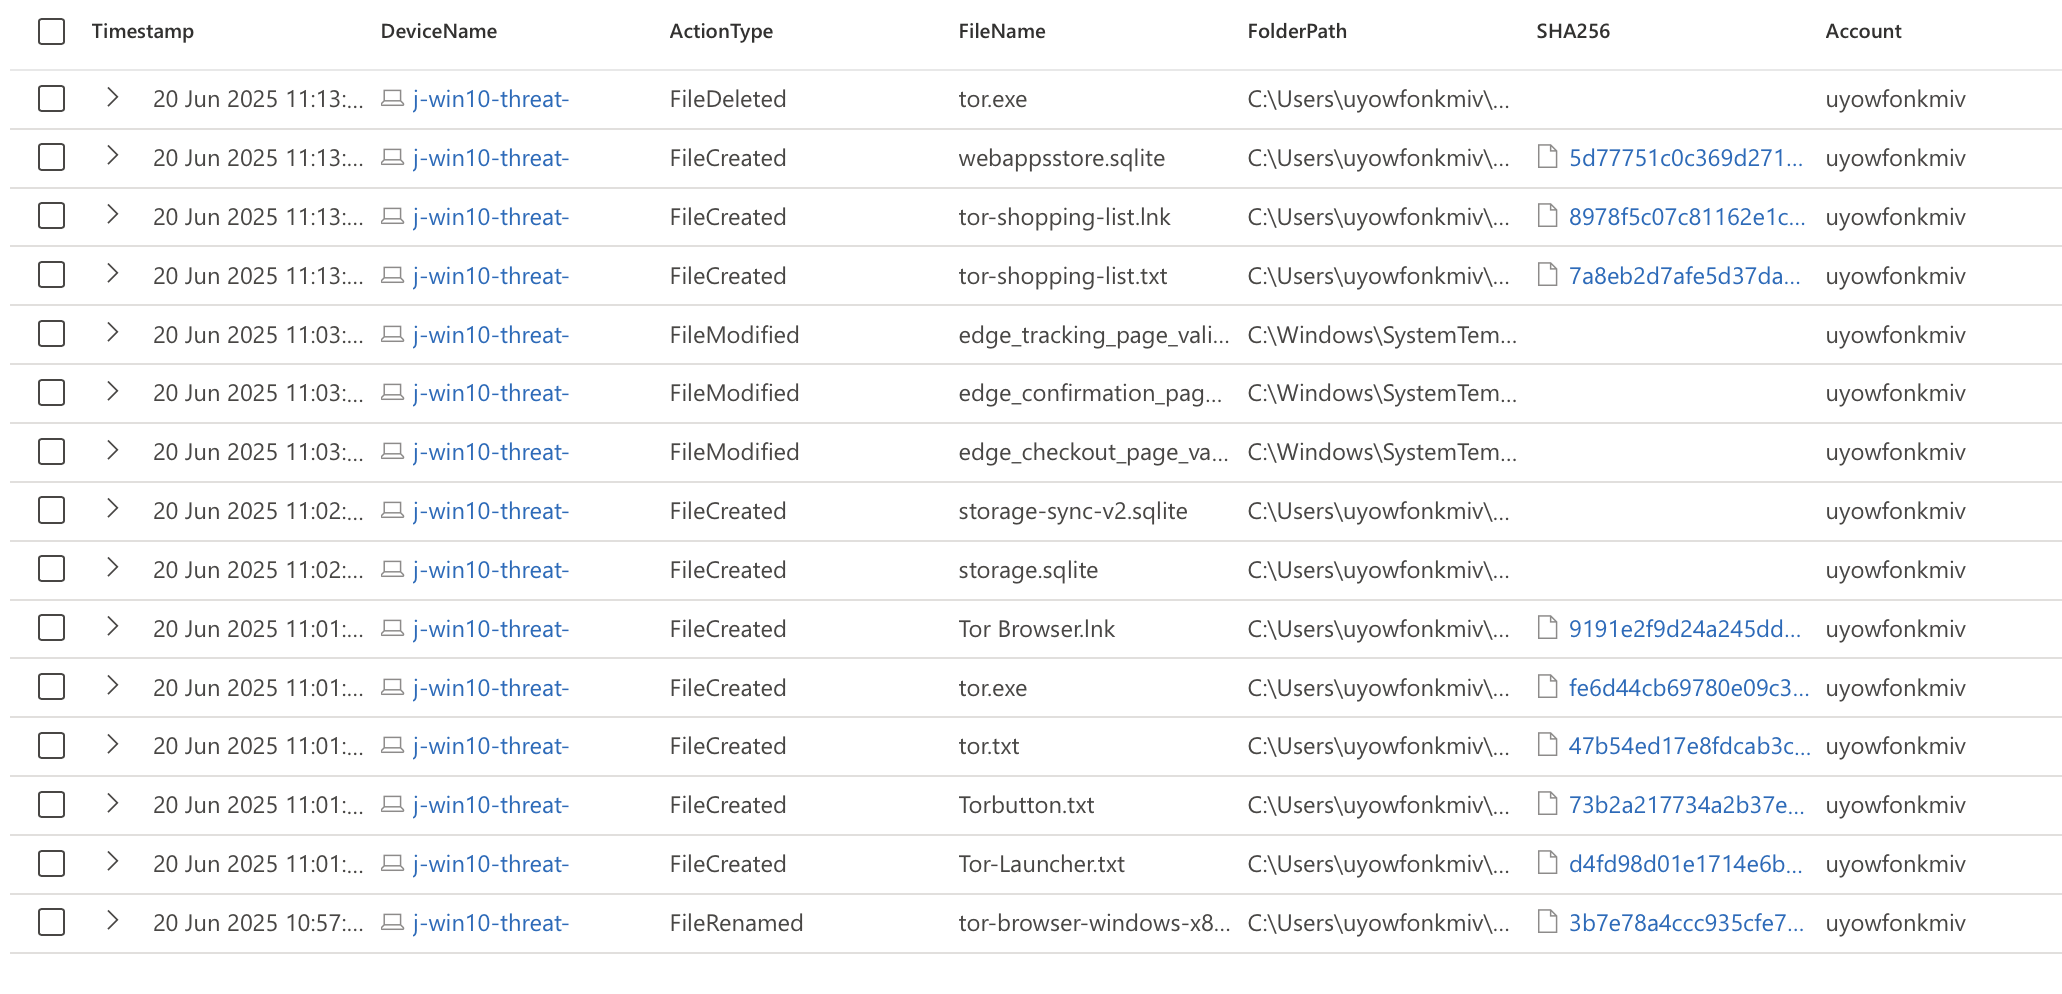 Timestamp DeviceName ActionType FileName FolderPath SHA256 Account
20 Jun 2025 11:13:... j-win10-threat- FileDeleted tor.exe C:\Users\uyowfonkmiv\... uyowfonkmiv
20 Jun 2025 11:13:... j-win10-threat- FileCreated webappsstore.sqlite C:\Users\uyowfonkmiv\... 5d77751c0c369d271... uyowfonkmiv
20 Jun 2025 11:13:... j-win10-threat- FileCreated tor-shopping-list.lnk C:\Users\uyowfonkmiv\... 8978f5c07c81162e1c... uyowfonkmiv
20 Jun 2025 11:13:... j-win10-threat- FileCreated tor-shopping-list.txt C:\Users\uyowfonkmiv\... 7a8eb2d7afe5d37da... uyowfonkmiv
20 Jun 2025 11:03:... j-win10-threat- FileModified edge_tracking_page_vali... C:\Windows\SystemTem... uyowfonkmiv
20 Jun 2025 11:03:... j-win10-threat- FileModified edge_confirmation_pag... C:\Windows\SystemTem... uyowfonkmiv
20 Jun 2025 11:03:... j-win10-threat- FileModified edge_checkout_page_va... C:\Windows\SystemTem... uyowfonkmiv
20 Jun 2025 11:02:... j-win10-threat- FileCreated storage-sync-v2.sqlite C:\Users\uyowfonkmiv\... uyowfonkmiv
20 Jun 2025 11:02:... j-win10-threat- FileCreated storage.sqlite C:\Users\uyowfonkmiv\... uyowfonkmiv
20 Jun 2025 11:01:... j-win10-threat- FileCreated Tor Browser.lnk C:\Users\uyowfonkmiv\... 9191e2f9d24a245dd... uyowfonkmiv
20 Jun 2025 11:01:... j-win10-threat- FileCreated tor.exe C:\Users\uyowfonkmiv\... fe6d44cb69780e09c3... uyowfonkmiv
20 Jun 2025 11:01:... j-win10-threat- FileCreated tor.txt C:\Users\uyowfonkmiv\... 47b54ed17e8fdcab3c... uyowfonkmiv
20 Jun 2025 11:01:... j-win10-threat- FileCreated Torbutton.txt C:\Users\uyowfonkmiv\... 73b2a217734a2b37e... uyowfonkmiv
20 Jun 2025 11:01:... j-win10-threat- FileCreated Tor-Launcher.txt C:\Users\uyowfonkmiv\... d4fd98d01e1714e6b... uyowfonkmiv
20 Jun 2025 10:57:... j-win10-threat- FileRenamed tor-browser-windows-x8... C:\Users\uyowfonkmiv\... 3b7e78a4ccc935cfe7... uyowfonkmiv